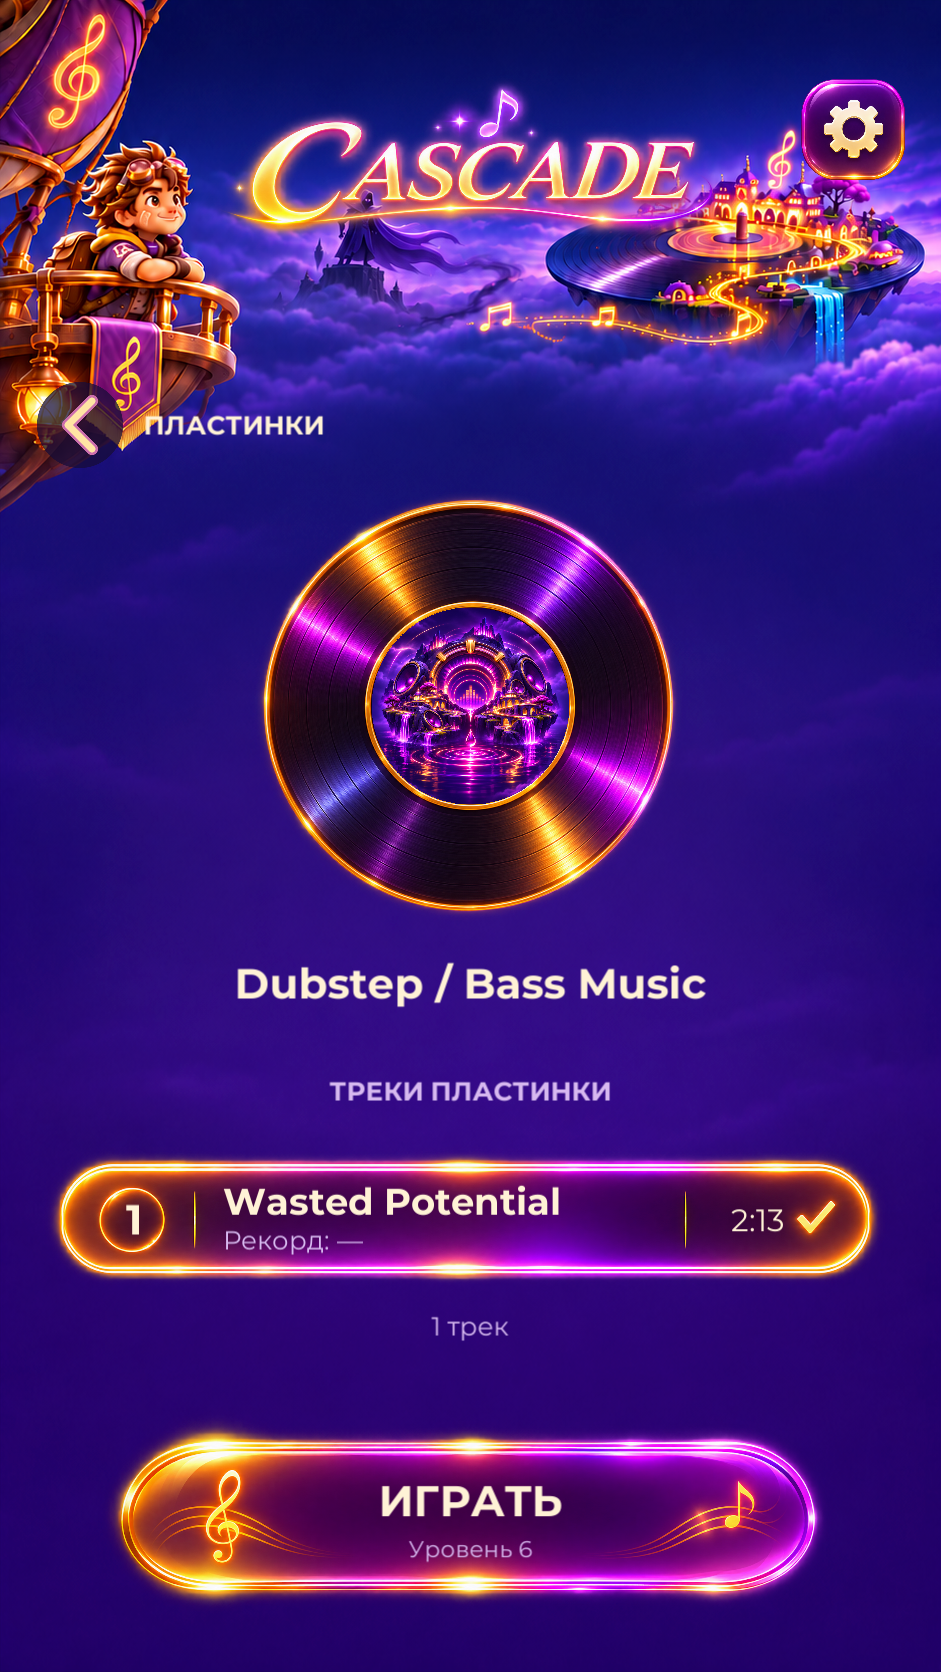 CASCADE
ПЛАСТИНКИ
Dubstep / Bass Music
ТРЕКИ ПЛАСТИНКИ
1
Wasted Potential
2:13
Рекорд: —
1 трек
ИГРАТЬ
Уровень 6